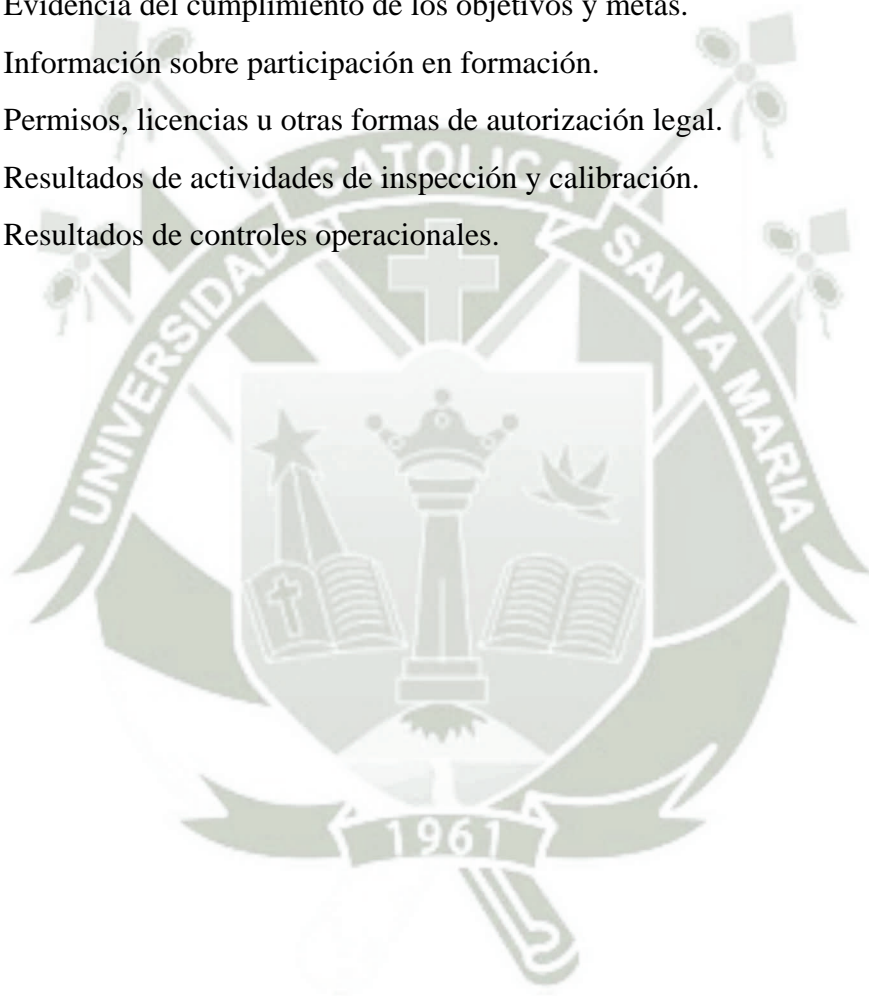 Evidencia del cumplimiento de los objetivos y metas.
Información sobre participación en formación.
Permisos, licencias u otras formas de autorización legal.
Resultados de actividades de inspección y calibración.
Resultados de controles operacionales.
UNIVERSIDAD CATOLICA SANTA MARIA
1961